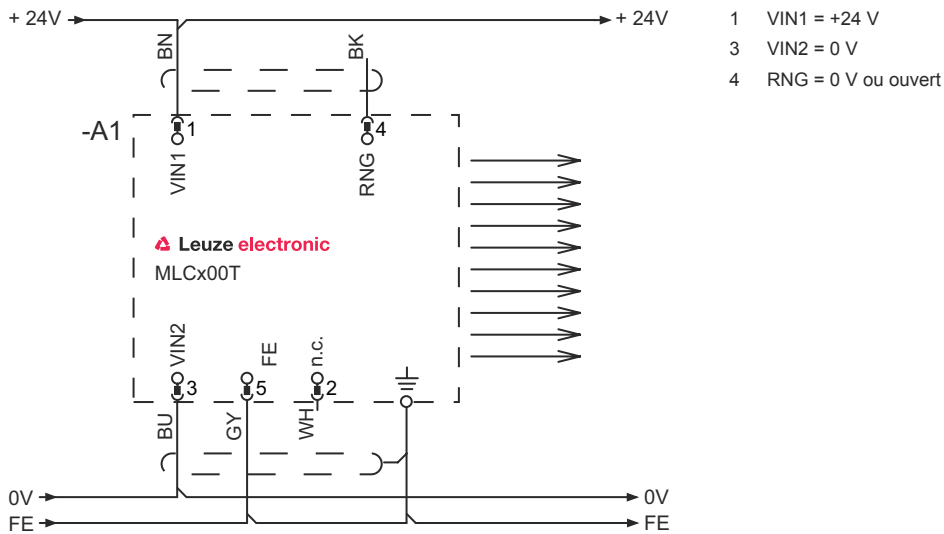 + 24V
+ 24V
1 VIN1 = +24 V
3 VIN2 = 0 V
4 RNG = 0 V ou ouvert
BN
BK
-A1
1
4
VIN1
RNG
Leuze electronic
MLCx00T
VIN2
FE
n.c.
3
5
2
BU
GY
WH
0V
0V
FE
FE